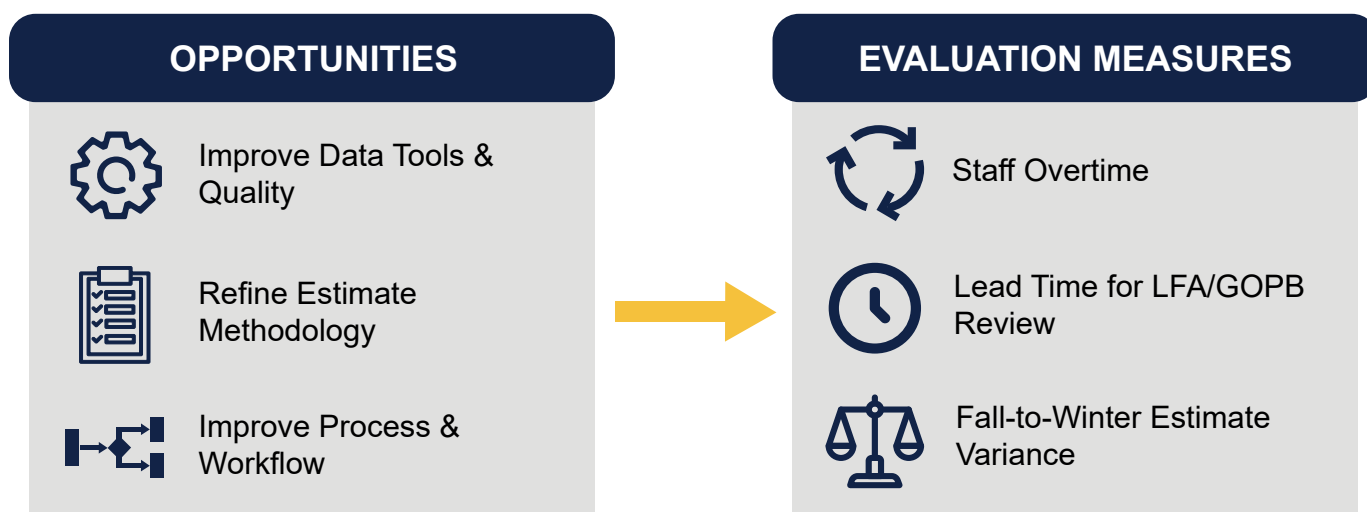 OPPORTUNITIES
Improve Data Tools &
Quality
Refine Estimate
Methodology
Improve Process &
Workflow
EVALUATION MEASURES
Staff Overtime
Lead Time for LFA/GOPB
Review
Fall-to-Winter Estimate
Variance